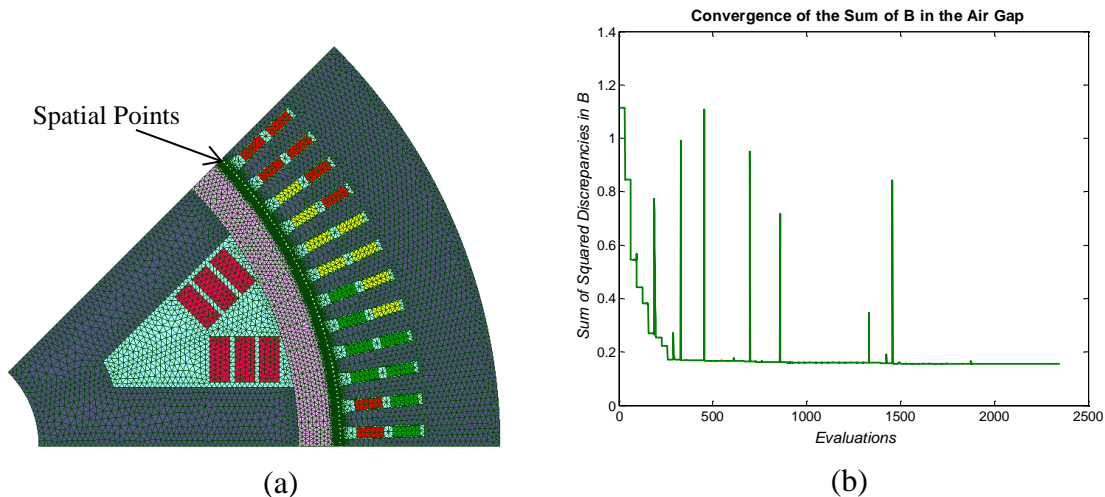 Spatial Points
(a)
Convergence of the Sum of B in the Air Gap
Sum of Squared Discrepancies in B
1.4
1.2
1
0.8
0.6
0.4
0.2
0
0 500 1000 1500 2000 2500
Evaluations
(b)